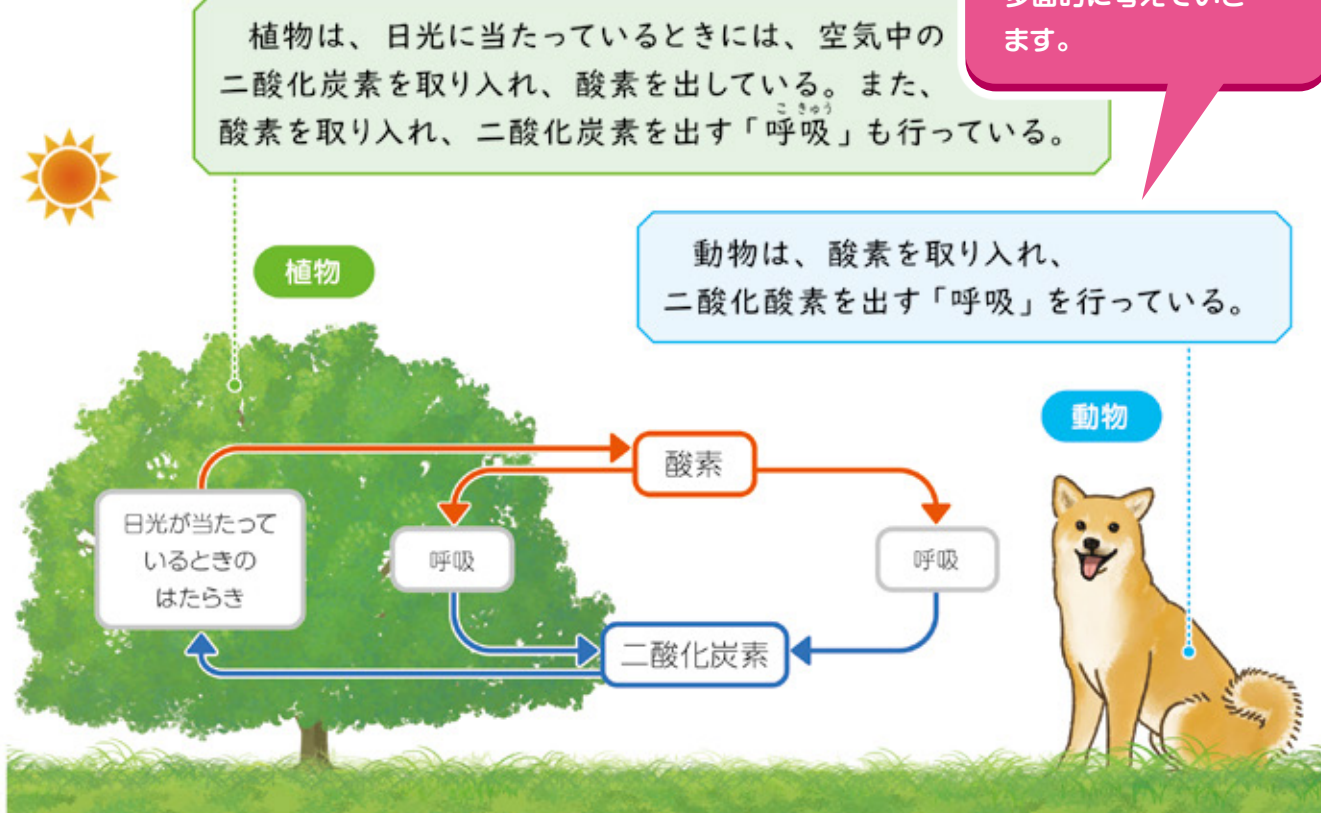 ます。
植物は、日光に当たっているときには、空気中の
二酸化炭素を取り入れ、酸素を出している。また、
酸素を取り入れ、二酸化炭素を出す「呼吸」も行っている。
こきゅう
植物
動物は、酸素を取り入れ、
二酸化酸素を出す「呼吸」を行っている。
動物
酸素
日光が当たって
いるときの
はたらき
呼吸
呼吸
二酸化炭素